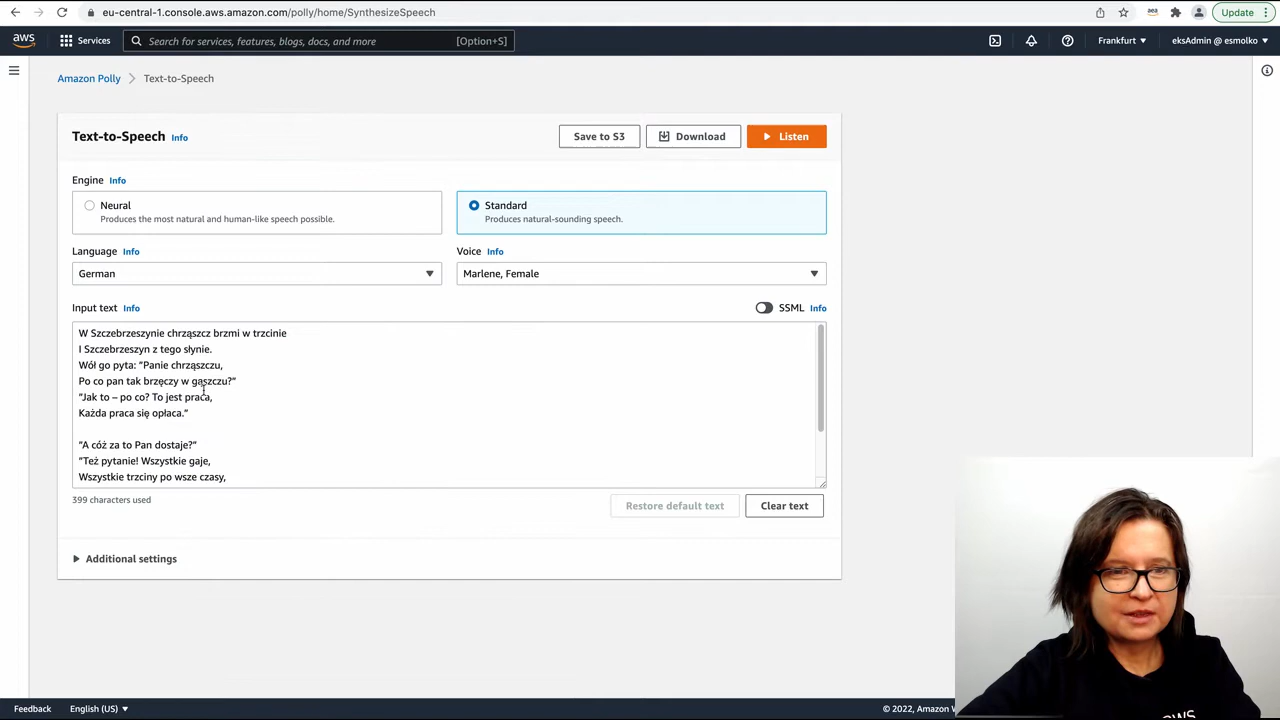 eu-central-1.console.aws.amazon.com/polly/home/SynthesizeSpeech
aea
Update
aws
Services
Search for services, features, blogs, docs, and more
[Option+S]
Frankfurt
eksAdmin @ esmolko
Amazon Polly > Text-to-Speech
Text-to-Speech Info
Save to S3
Download
Listen
Engine Info
Neural
Produces the most natural and human-like speech possible.
Standard
Produces natural-sounding speech.
Language Info
German
Voice Info
Marlene, Female
Input text Info
SSML Info
W Szczebrzeszynie chrząszcz brzmi w trzcinie
I Szczebrzeszyn z tego słynie.
Wół go pyta: "Panie chrząszczu,
Po co pan tak brzęczy w gąszczu?"
"Jak to – po co? To jest praca,
Każda praca się opłaca."
"A cóż za to Pan dostaje?"
"Też pytanie! Wszystkie gaje,
Wszystkie trzciny po wsze czasy,
399 characters used
Restore default text
Clear text
Additional settings
Feedback
English (US)
© 2022, Amazon
aws